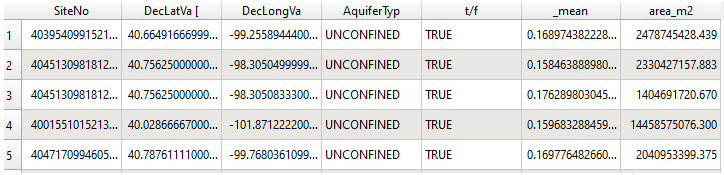 SiteNo DecLatVa [ DecLongVa AquiferTyp t/f _mean area_m2
1 4039540991521... 40.66491666999... -99.2558944400... UNCONFINED TRUE 0.168974382228... 2478745428.439
2 4045130981812... 40.75625000000... -98.3050499999... UNCONFINED TRUE 0.158463888980... 2330427157.883
3 4045130981812... 40.75625000000... -98.3050833300... UNCONFINED TRUE 0.176289803045... 1404691720.670
4 4001551015213... 40.02866667000... -101.871222200... UNCONFINED TRUE 0.159683288459... 14458575076.300
5 4047170994605... 40.78761111000... -99.7680361099... UNCONFINED TRUE 0.169776482660... 2040953399.375